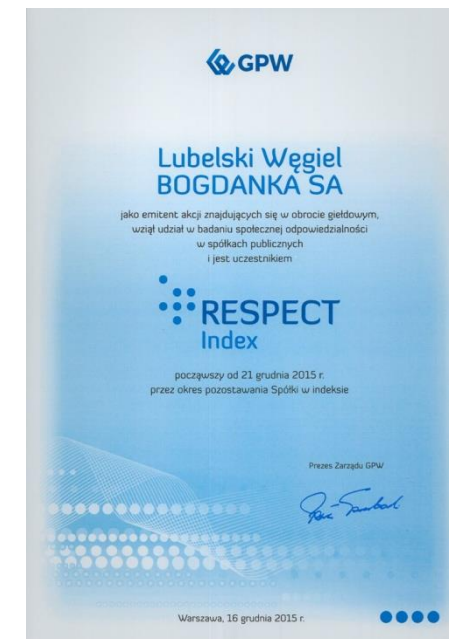 GPW
Lubelski Węgiel
BOGDANKA SA
jako emitent akcji znajdujących się w obrocie giełdowym,
wziął udział w badaniu społecznej odpowiedzialności
w spółkach publicznych
i jest uczestnikiem
RESPECT
Index
począwszy od 21 grudnia 2015 r.
przez okres pozostawania Spółki w indeksie
Prezes Zarządu GPW
Warszawa, 16 grudnia 2015 r.